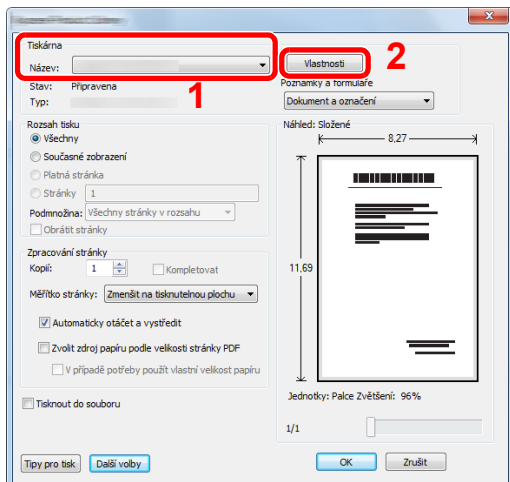 Tiskárna
Název:
Vlastnosti
2
1
Stav: Připravena
Poznámky a formuláře
Typ:
Dokument a označení
Rozsah tisku
Všechny
Současné zobrazení
Platná stránka
Stránky 1
Podmnožina: Všechny stránky v rozsahu
Obrátit stránky
Zpracování stránky
Kopií: 1 Kompletovat
Měřítko stránky: Zmenšit na tisknutelnou plochu
Automaticky otáčet a vystředit
Zvolit zdroj papíru podle velikosti stránky PDF
V případě potřeby použít vlastní velikost papíru
Tisknout do souboru
Náhled: Složené
8,27
11,69
Jednotky: Palce Zvětšení: 96%
1/1
Tipy pro tisk
Další volby
OK
Zrušit